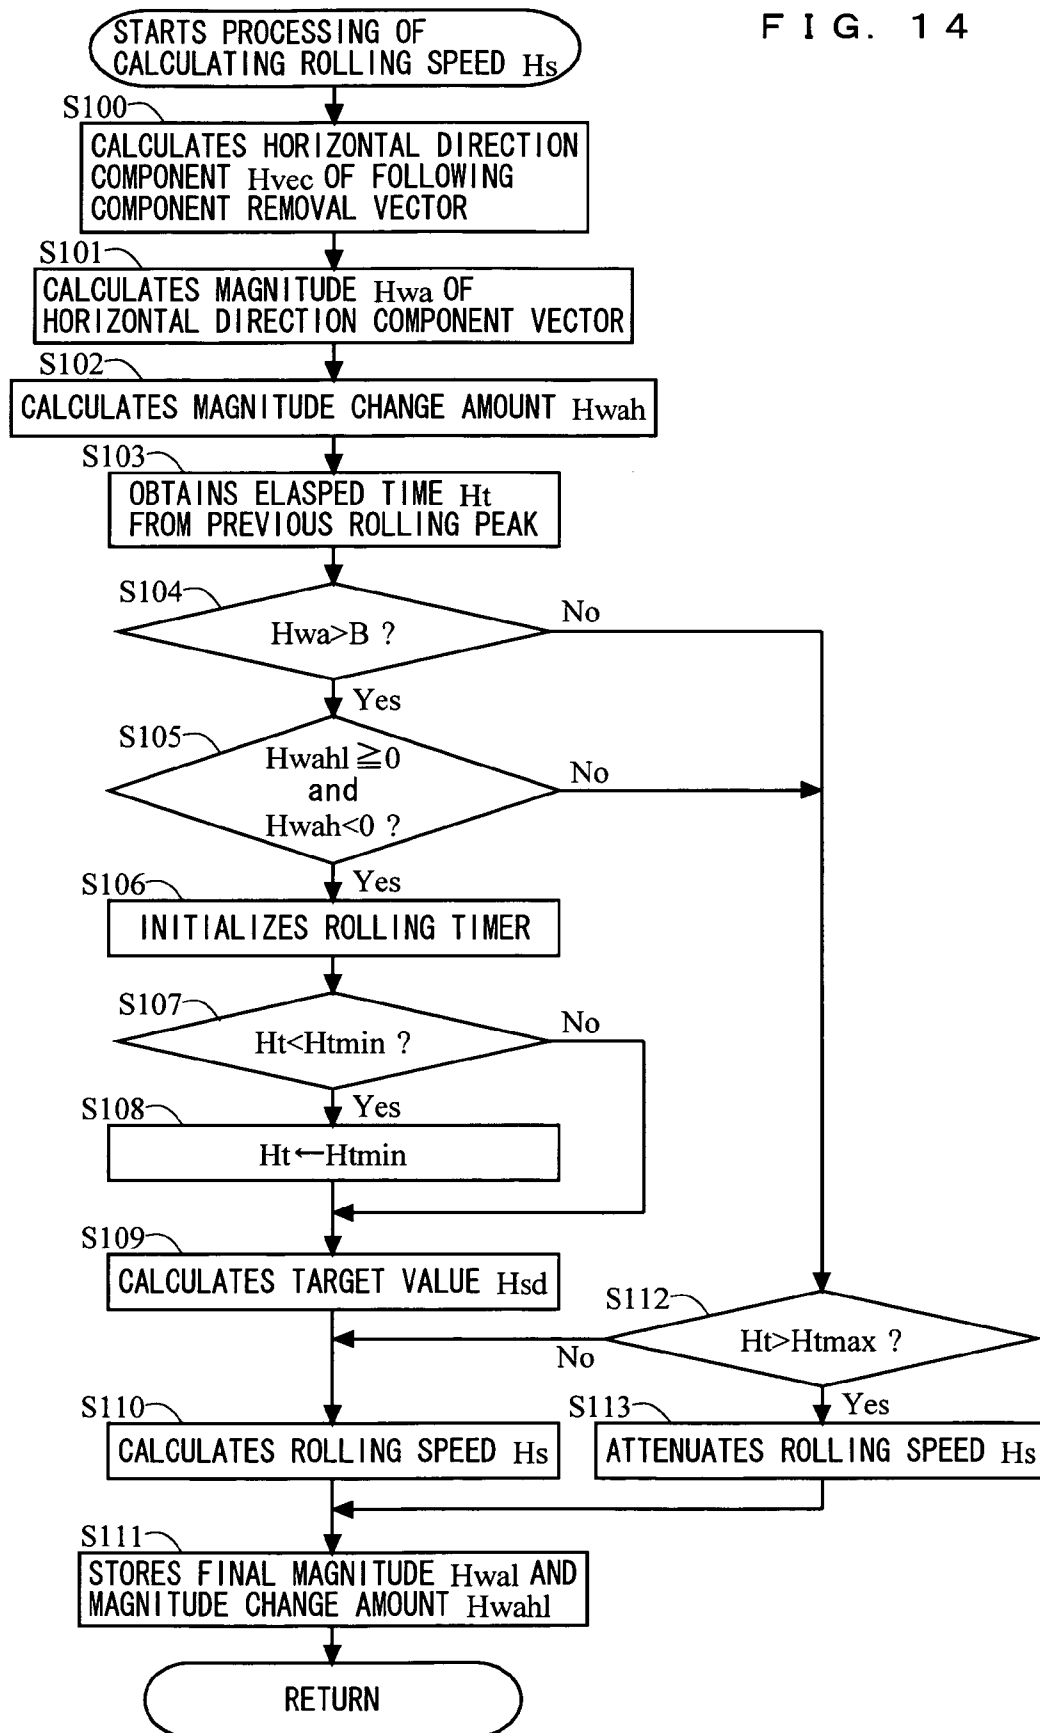 FIG. 14
STARTS PROCESSING OF
CALCULATING ROLLING SPEED Hs
S100
CALCULATES HORIZONTAL DIRECTION
COMPONENT Hvec OF FOLLOWING
COMPONENT REMOVAL VECTOR
S101
CALCULATES MAGNITUDE Hwa OF
HORIZONTAL DIRECTION COMPONENT VECTOR
S102
CALCULATES MAGNITUDE CHANGE AMOUNT Hwah
S103
OBTAINS ELASPED TIME Ht
FROM PREVIOUS ROLLING PEAK
S104
Hwa>B ?
No
Yes
S105
Hwahl ≧0
and
Hwah<0 ?
No
Yes
S106
INITIALIZES ROLLING TIMER
S107
Ht<Htmin ?
No
Yes
S108
Ht←Htmin
S109
CALCULATES TARGET VALUE Hsd
S112
Ht>Htmax ?
No
Yes
S110
CALCULATES ROLLING SPEED Hs
S113
ATTENUATES ROLLING SPEED Hs
S111
STORES FINAL MAGNITUDE Hwal AND
MAGNITUDE CHANGE AMOUNT Hwahl
RETURN